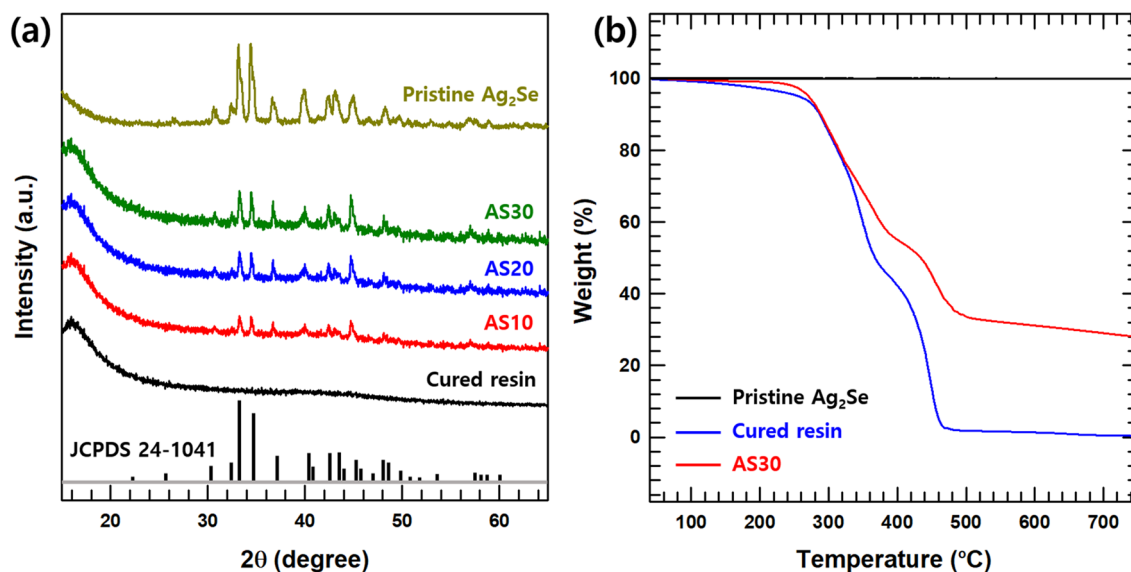 (a)
Pristine Ag₂Se
AS30
AS20
AS10
Cured resin
JCPDS 24-1041
Intensity (a.u.)
20 30 40 50 60
2θ (degree)
(b)
100
80
60
40
20
0
Weight (%)
Pristine Ag₂Se
Cured resin
AS30
100 200 300 400 500 600 700
Temperature (°C)